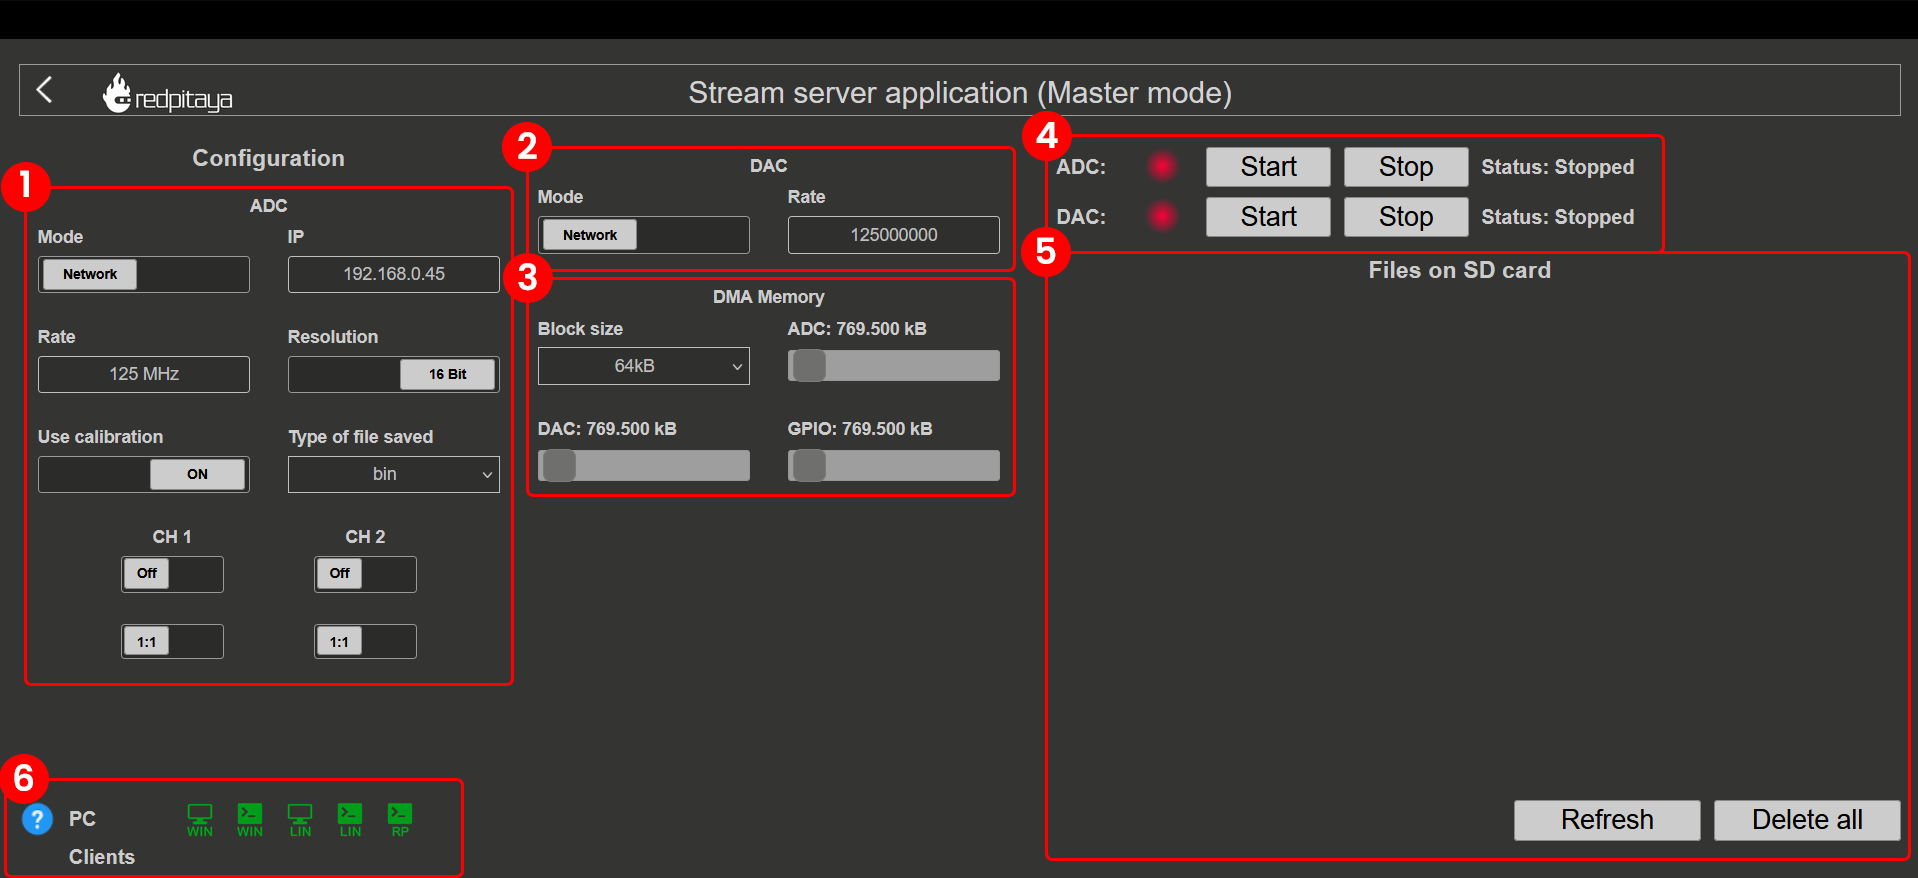 redpitaya
Stream server application (Master mode)
Configuration
1
ADC
Mode
IP
Network
192.168.0.45
Rate
Resolution
125 MHz
16 Bit
Use calibration
Type of file saved
ON
bin
CH 1
CH 2
Off
Off
1:1
1:1
2
DAC
Mode
Rate
Network
125000000
3
DMA Memory
Block size
ADC: 769.500 kB
64kB
DAC: 769.500 kB
GPIO: 769.500 kB
4
ADC:
Start
Stop
Status: Stopped
DAC:
Start
Stop
Status: Stopped
5
Files on SD card
Refresh
Delete all
6
?
PC
Clients
WIN
WIN
LIN
LIN
RP